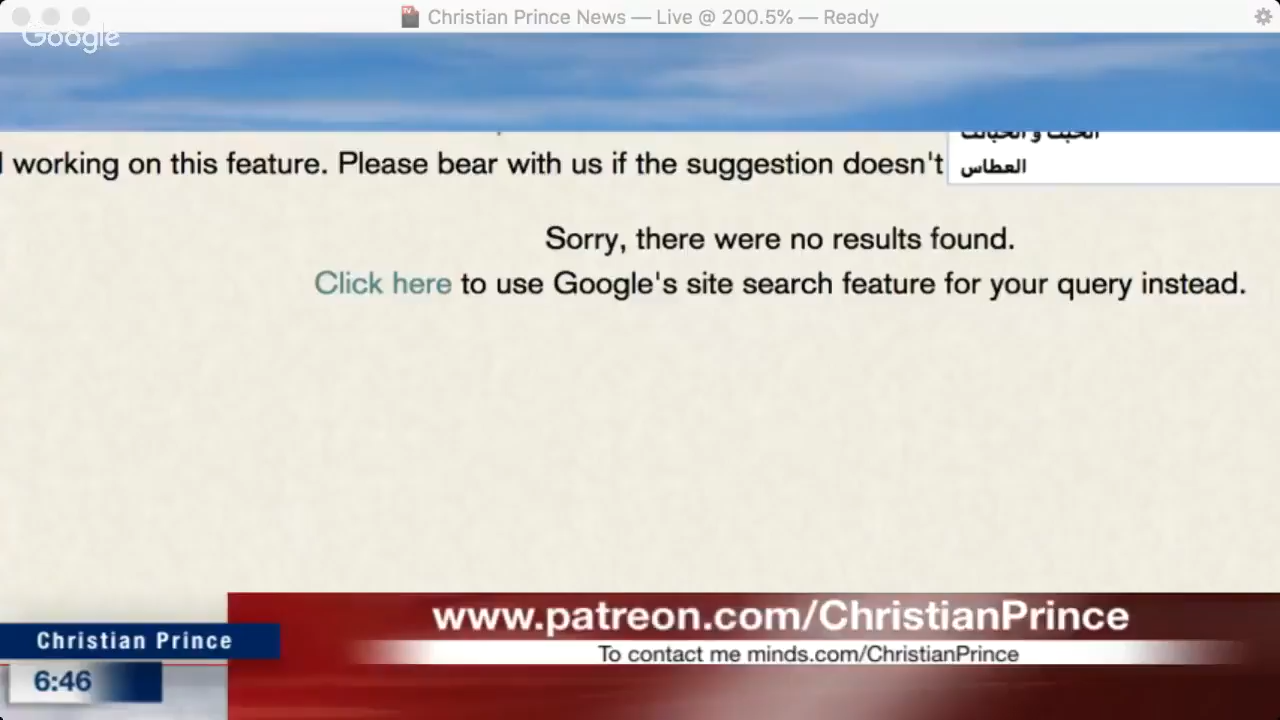 Christian Prince News — Live @ 200.5% — Ready
Google
working on this feature. Please bear with us if the suggestion doesn't
العطاس
Sorry, there were no results found.
Click here to use Google's site search feature for your query instead.
www.patreon.com/ChristianPrince
Christian Prince
To contact me minds.com/ChristianPrince
6:46